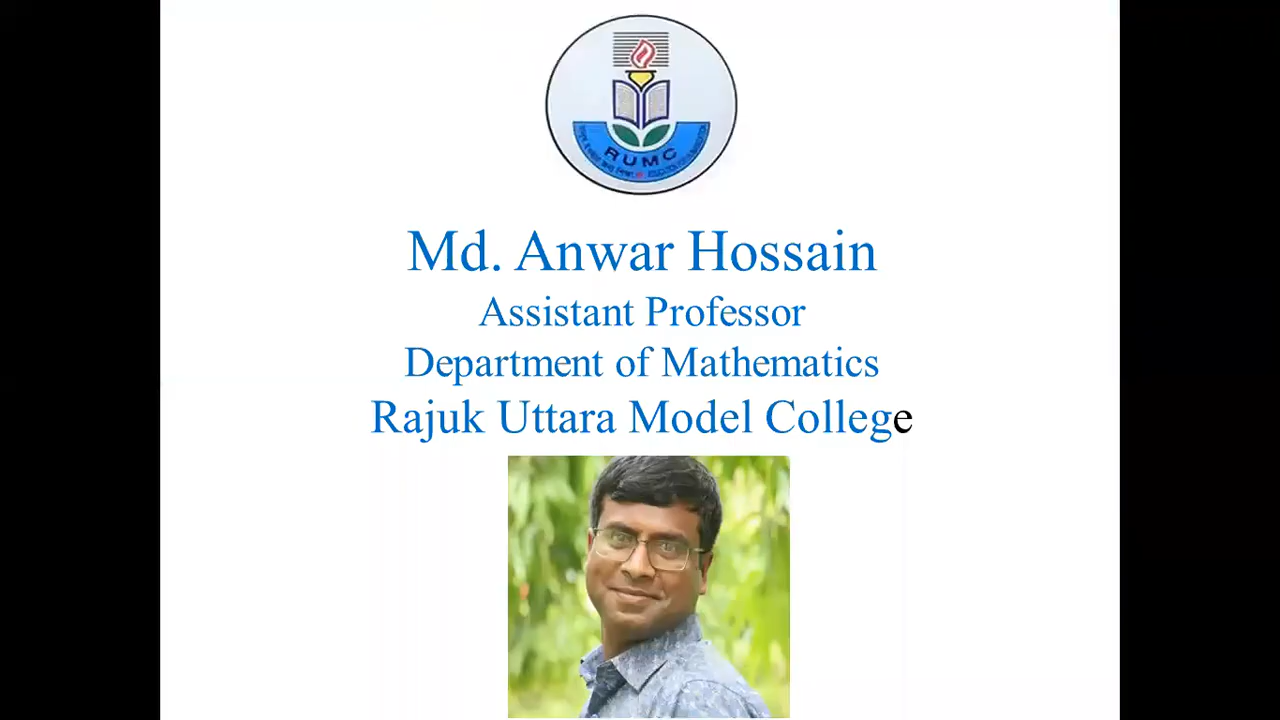 RUMC
Md. Anwar Hossain
Assistant Professor
Department of Mathematics
Rajuk Uttara Model College